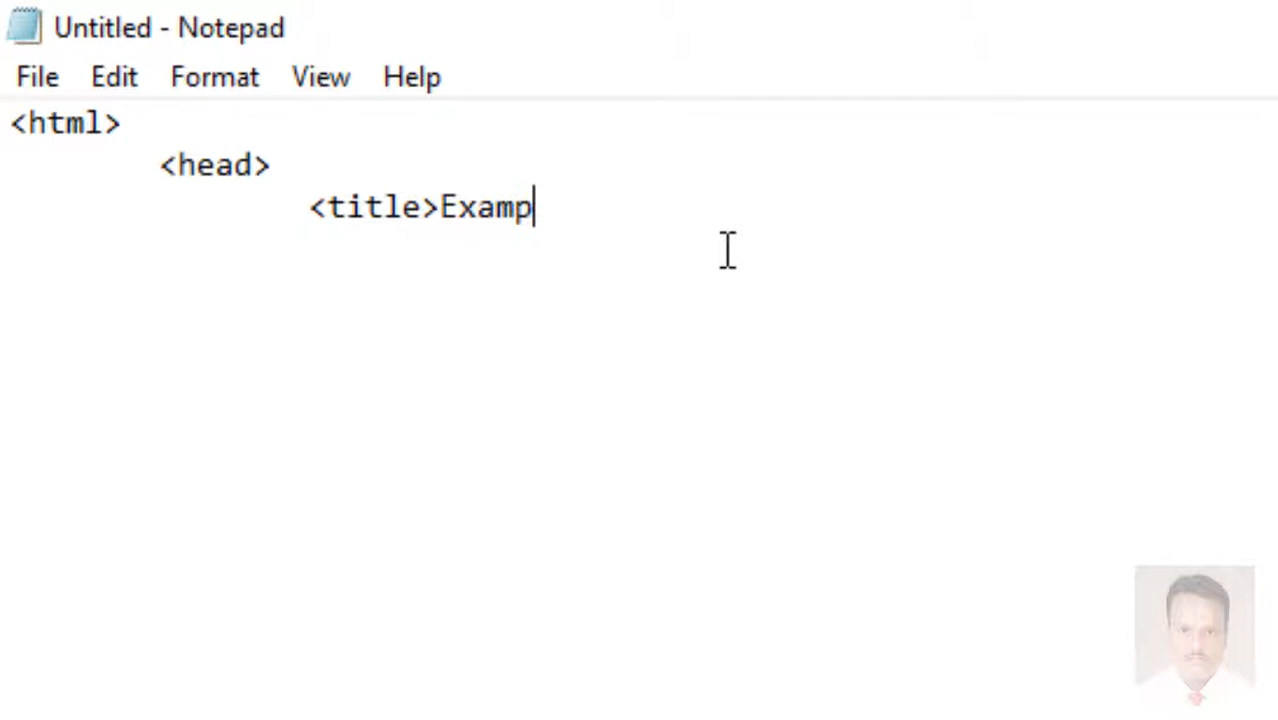 Untitled - Notepad
File Edit Format View Help
<html>
<head>
<title>Examp